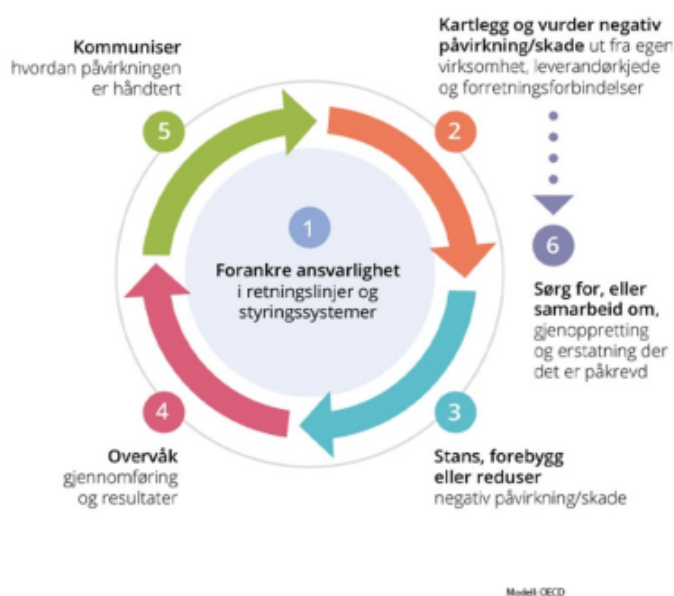 1
Forankre ansvarlighet
i retningslinjer og
styringssystemer
2
Kartlegg og vurder negativ
påvirkning/skade ut fra egen
virksomhet, leverandørkjede
og forretningsforbindelser
3
Stans, forebygg
eller reduser
negativ påvirkning/skade
4
Overvåk
gjennomføring
og resultater
5
Kommuniser
hvordan påvirkningen
er håndtert
6
Sørg for, eller
samarbeid om,
gjenoppretting
og erstatning der
det er påkrevd
Modell: OECD